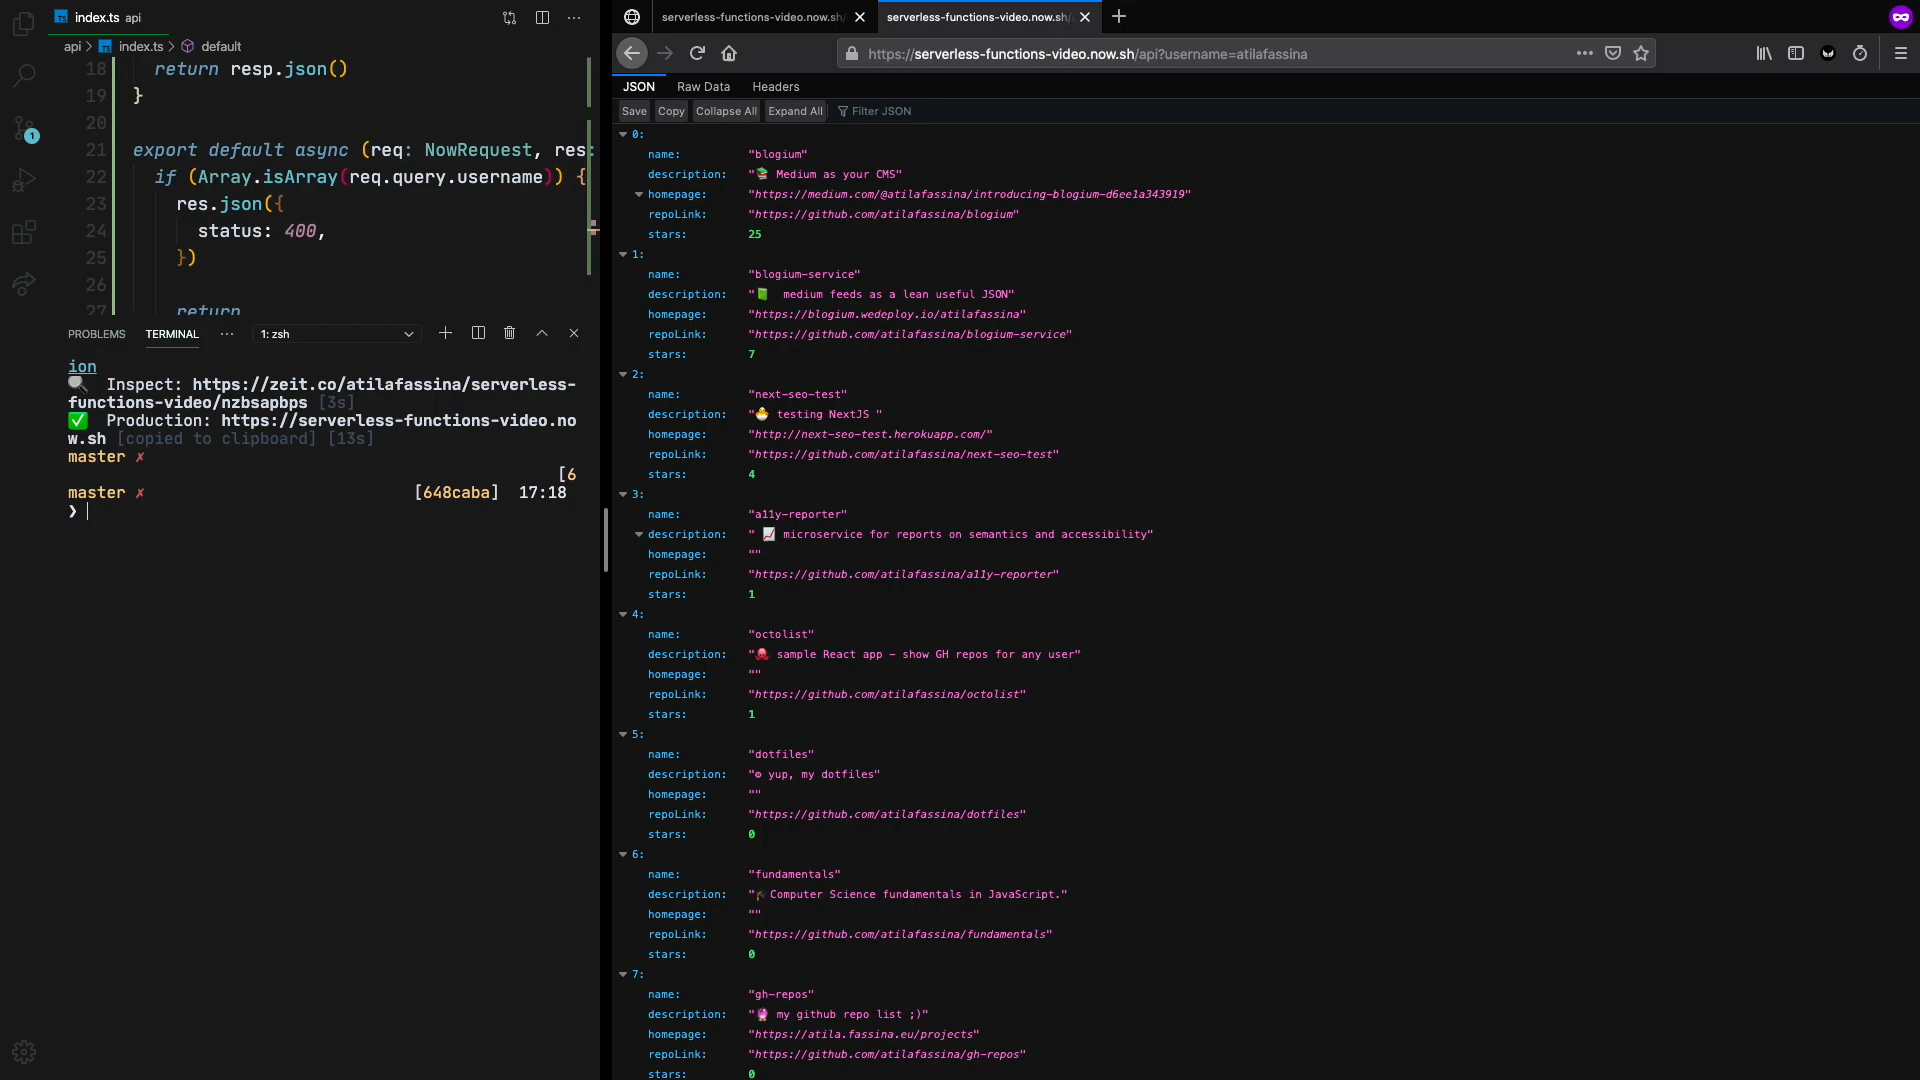 index.ts api
api > index.ts > default
18 return resp.json()
19 }
20
21 export default async (req: NowRequest, res:
22 if (Array.isArray(req.query.username)) {
23 res.json({
24 status: 400,
25 })
26
27 return
PROBLEMS TERMINAL ··· 1: zsh
ion
Inspect: https://zeit.co/atilafassina/serverless-
functions-video/nzbsapbps [3s]
✅ Production: https://serverless-functions-video.no
w.sh [copied to clipboard] [13s]
master ✗
[6
master ✗ [648caba] 17:18
❯
1
serverless-functions-video.now.sh/ serverless-functions-video.now.sh/
https://serverless-functions-video.now.sh/api?username=atilafassina
JSON Raw Data Headers
Save Copy Collapse All Expand All Filter JSON
0:
name: "blogium"
description: "📚 Medium as your CMS"
homepage: "https://medium.com/@atilafassina/introducing-blogium-d6ee1a343919"
repoLink: "https://github.com/atilafassina/blogium"
stars: 25
1:
name: "blogium-service"
description: "📗 medium feeds as a lean useful JSON"
homepage: "https://blogium.wedeploy.io/atilafassina"
repoLink: "https://github.com/atilafassina/blogium-service"
stars: 7
2:
name: "next-seo-test"
description: "🐣 testing NextJS "
homepage: "http://next-seo-test.herokuapp.com/"
repoLink: "https://github.com/atilafassina/next-seo-test"
stars: 4
3:
name: "a11y-reporter"
description: " 📈 microservice for reports on semantics and accessibility"
homepage: ""
repoLink: "https://github.com/atilafassina/a11y-reporter"
stars: 1
4:
name: "octolist"
description: "🐙 sample React app - show GH repos for any user"
homepage: ""
repoLink: "https://github.com/atilafassina/octolist"
stars: 1
5:
name: "dotfiles"
description: "⚙ yup, my dotfiles"
homepage: ""
repoLink: "https://github.com/atilafassina/dotfiles"
stars: 0
6:
name: "fundamentals"
description: "🎓Computer Science fundamentals in JavaScript."
homepage: ""
repoLink: "https://github.com/atilafassina/fundamentals"
stars: 0
7:
name: "gh-repos"
description: "🔮 my github repo list ;)"
homepage: "https://atila.fassina.eu/projects"
repoLink: "https://github.com/atilafassina/gh-repos"
stars: 0